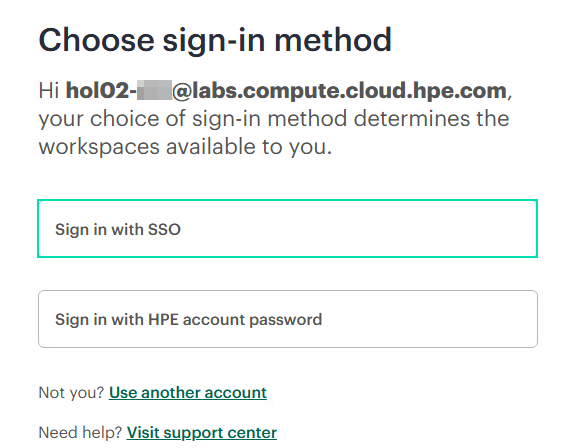 Choose sign-in method
Hi hol02-@labs.compute.cloud.hpe.com,
your choice of sign-in method determines the
workspaces available to you.
Sign in with SSO
Sign in with HPE account password
Not you? Use another account
Need help? Visit support center